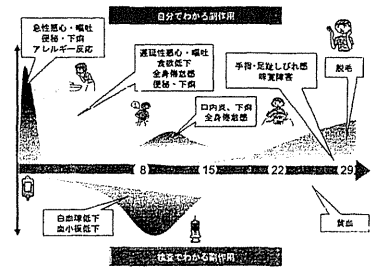 自分でわかる副作用
急性悪心・嘔吐
便秘・下痢
アレルギー反応
遅延性悪心・嘔吐
食欲低下
全身倦怠感
便秘・下痢
口内炎、下痢
全身倦怠感
手指・足趾しびれ感
味覚障害
脱毛
8
15
22
29
白血球低下
血小板低下
貧血
検査でわかる副作用